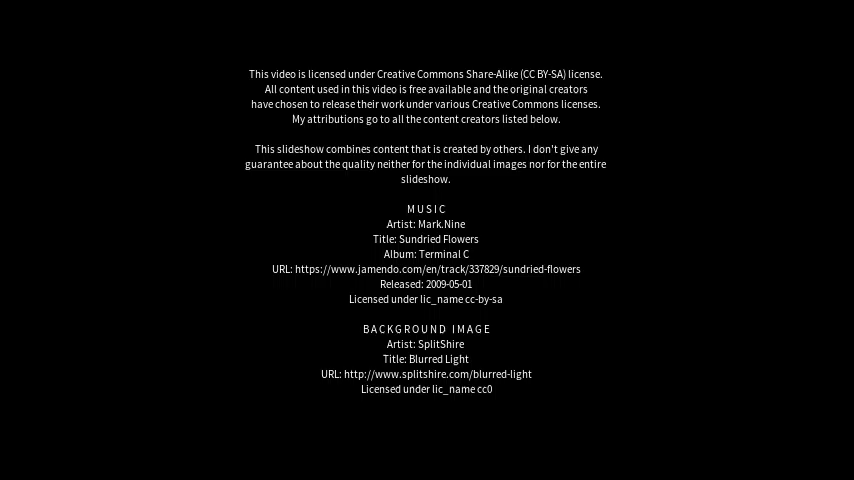 This video is licensed under Creative Commons Share-Alike (CC BY-SA) license.
All content used in this video is free available and the original creators
have chosen to release their work under various Creative Commons licenses.
My attributions go to all the content creators listed below.
This slideshow combines content that is created by others. I don't give any
guarantee about the quality neither for the individual images nor for the entire
slideshow.
MUSIC
Artist: Mark.Nine
Title: Sundried Flowers
Album: Terminal C
URL: https://www.jamendo.com/en/track/337829/sundried-flowers
Released: 2009-05-01
Licensed under lic_name cc-by-sa
BACKGROUND IMAGE
Artist: SplitShire
Title: Blurred Light
URL: http://www.splitshire.com/blurred-light
Licensed under lic_name cc0